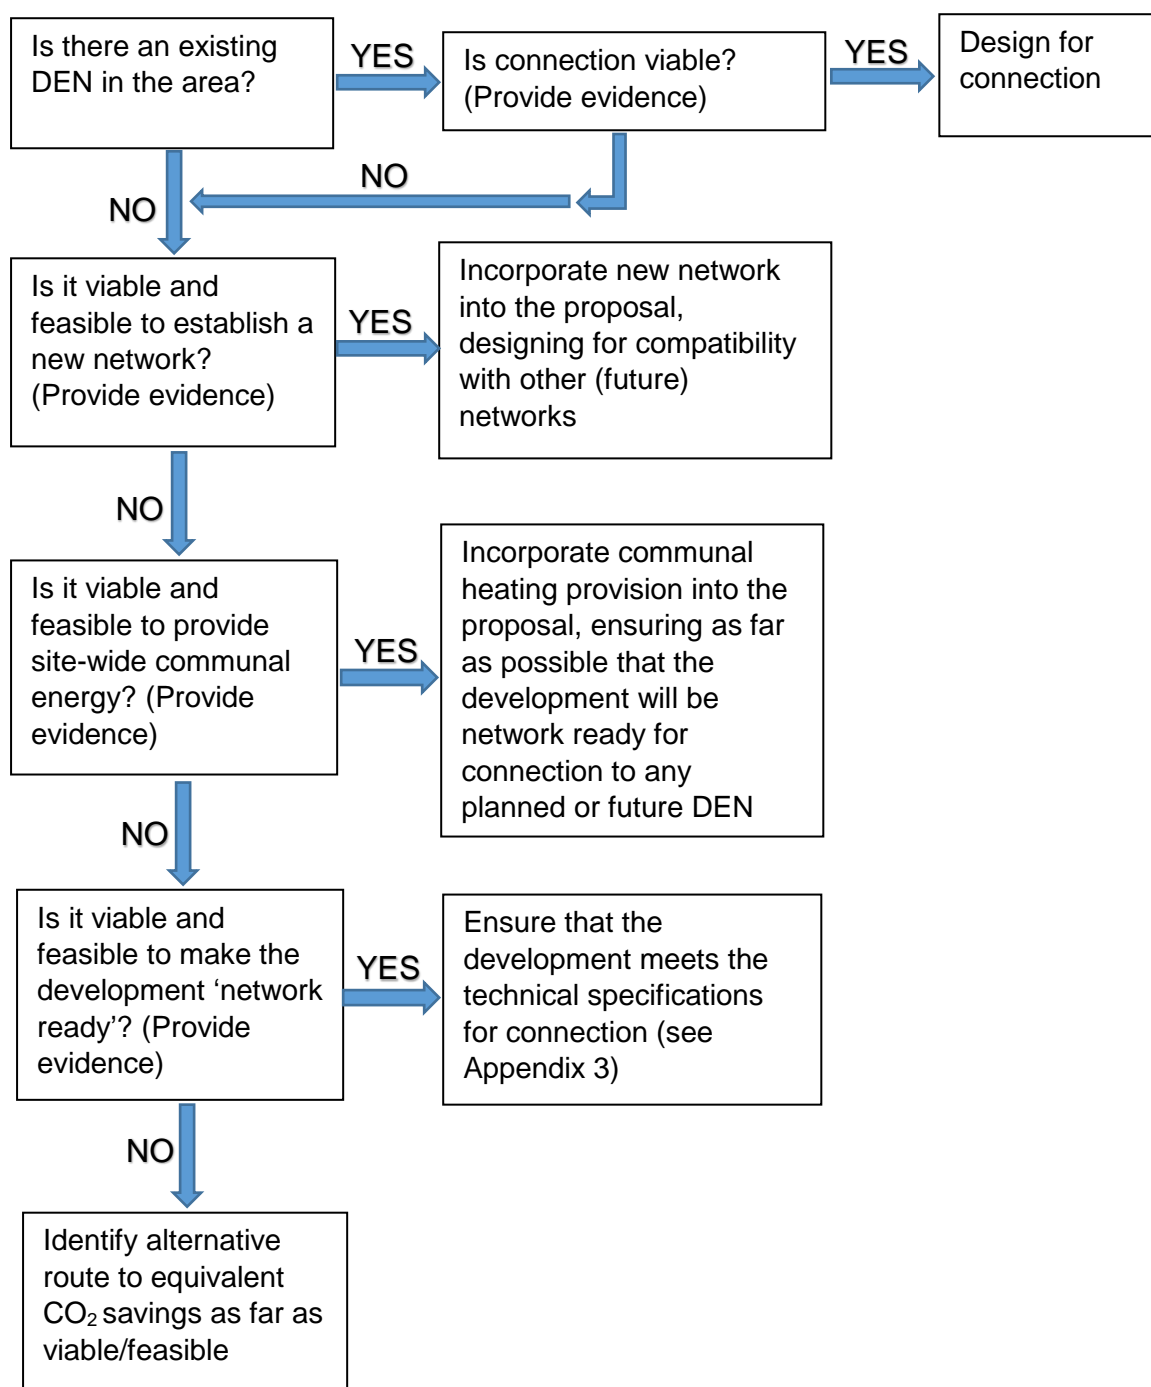 Is there an existing
DEN in the area?
YES
Is connection viable?
(Provide evidence)
YES
Design for
connection
NO
NO
Is it viable and
feasible to establish a
new network?
(Provide evidence)
YES
Incorporate new network
into the proposal,
designing for compatibility
with other (future)
networks
NO
Is it viable and
feasible to provide
site-wide communal
energy? (Provide
evidence)
YES
Incorporate communal
heating provision into the
proposal, ensuring as far
as possible that the
development will be
network ready for
connection to any
planned or future DEN
NO
Is it viable and
feasible to make the
development ‘network
ready’? (Provide
evidence)
YES
Ensure that the
development meets the
technical specifications
for connection (see
Appendix 3)
NO
Identify alternative
route to equivalent
CO₂ savings as far as
viable/feasible